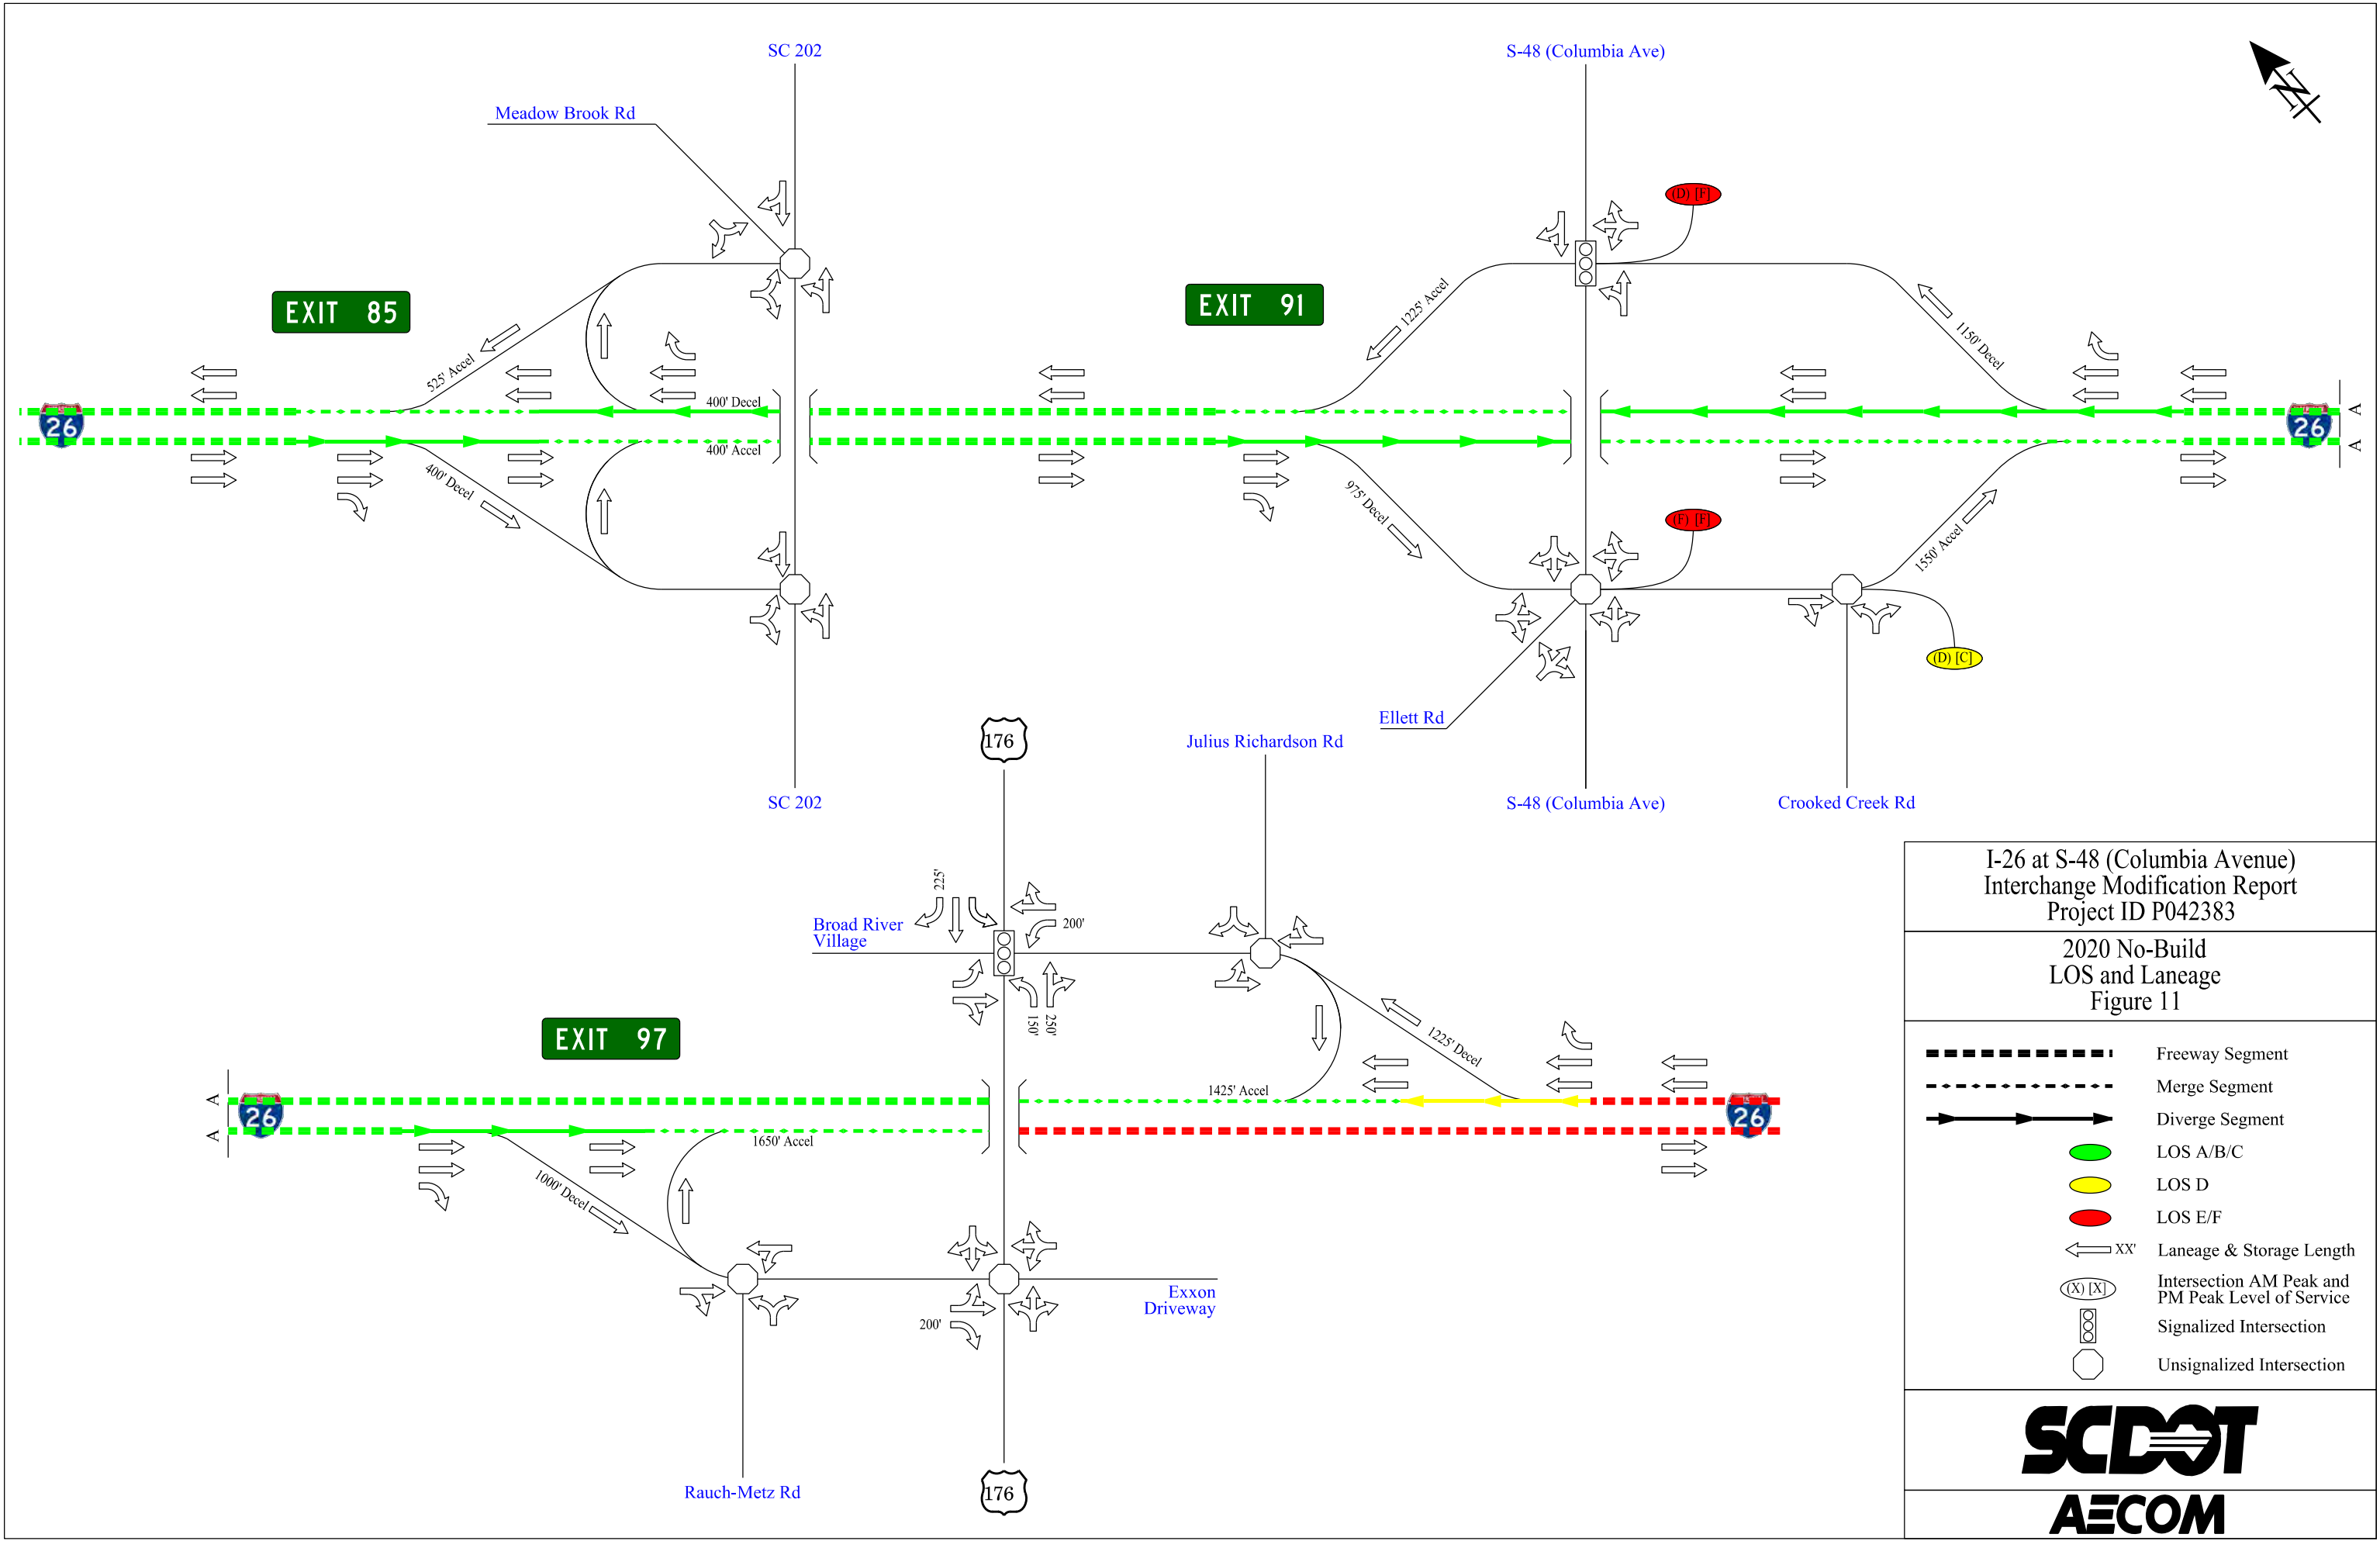 SC 202
S-48 (Columbia Ave)
N
Meadow Brook Rd
(D) [F]
EXIT 85
EXIT 91
525' Accel
400' Decel
1225' Accel
1150' Decel
26
26
A
A
400' Accel
400' Decel
975' Decel
(F) [F]
1550' Accel
(D) [C]
Ellett Rd
SC 202
S-48 (Columbia Ave)
Crooked Creek Rd
176
Julius Richardson Rd
225'
Broad River
Village
200'
150'
250'
EXIT 97
1225' Decel
1425' Accel
A
A
26
26
1650' Accel
1000' Decel
200'
Exxon
Driveway
Rauch-Metz Rd
176
I-26 at S-48 (Columbia Avenue)
Interchange Modification Report
Project ID P042383
2020 No-Build
LOS and Laneage
Figure 11
Freeway Segment
Merge Segment
Diverge Segment
LOS A/B/C
LOS D
LOS E/F
XX' Laneage & Storage Length
(X) [X] Intersection AM Peak and
PM Peak Level of Service
Signalized Intersection
Unsignalized Intersection
SCDOT
AECOM